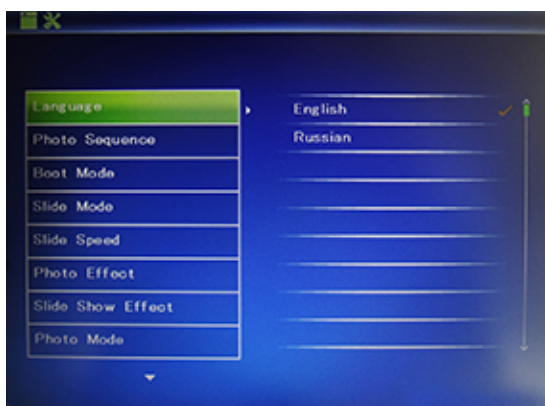 Language
English
Photo Sequence
Russian
Boot Mode
Slide Mode
Slide Speed
Photo Effect
Slide Show Effect
Photo Mode